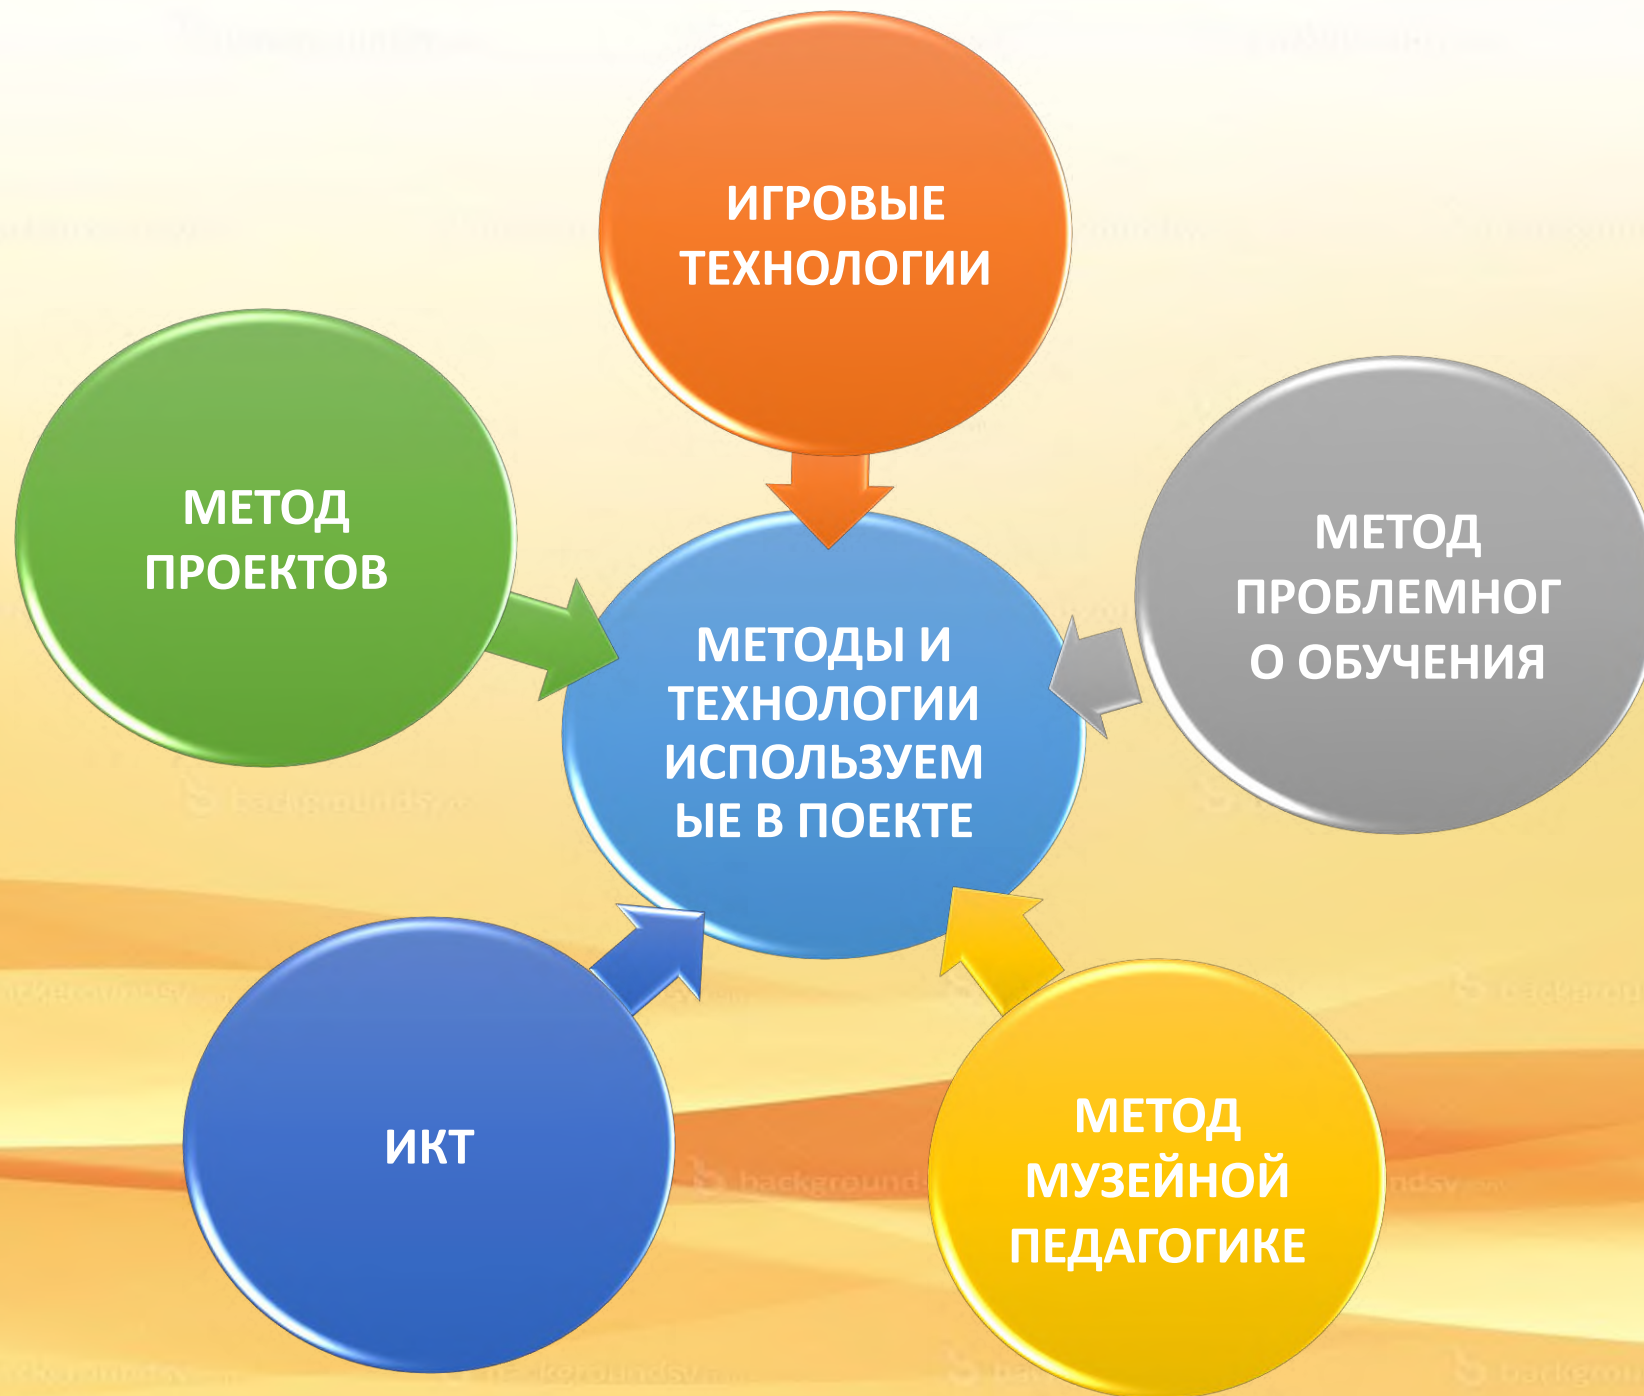 ИГРОВЫЕ
ТЕХНОЛОГИИ
МЕТОД
ПРОЕКТОВ
МЕТОД
ПРОБЛЕМНОГ
О ОБУЧЕНИЯ
МЕТОДЫ И
ТЕХНОЛОГИИ
ИСПОЛЬЗУЕМ
ЫЕ В ПОЕКТЕ
ИКТ
МЕТОД
МУЗЕЙНОЙ
ПЕДАГОГИКЕ